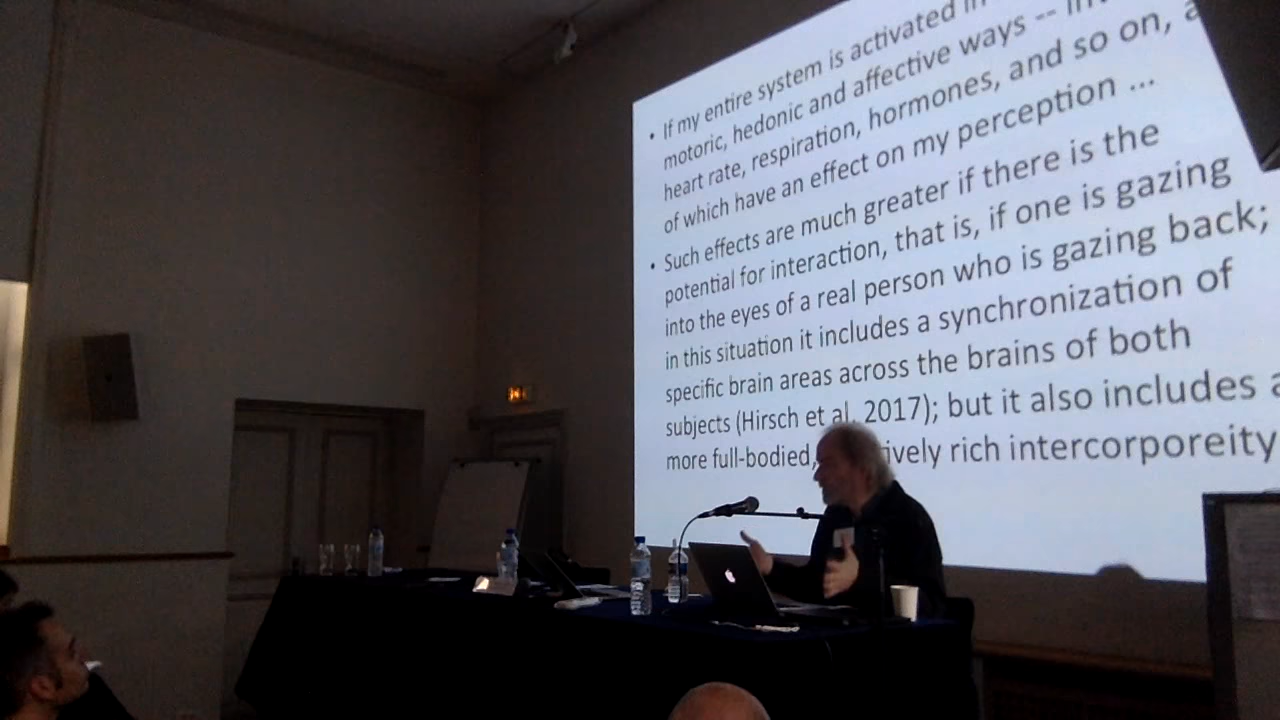 • If my entire system is activated in
motoric, hedonic and affective ways --
heart rate, respiration, hormones, and so on,
of which have an effect on my perception ...
• Such effects are much greater if there is the
potential for interaction, that is, if one is gazing
into the eyes of a real person who is gazing back;
in this situation it includes a synchronization of
specific brain areas across the brains of both
subjects (Hirsch et al. 2017); but it also includes a
more full-bodied, rich intercorporeity